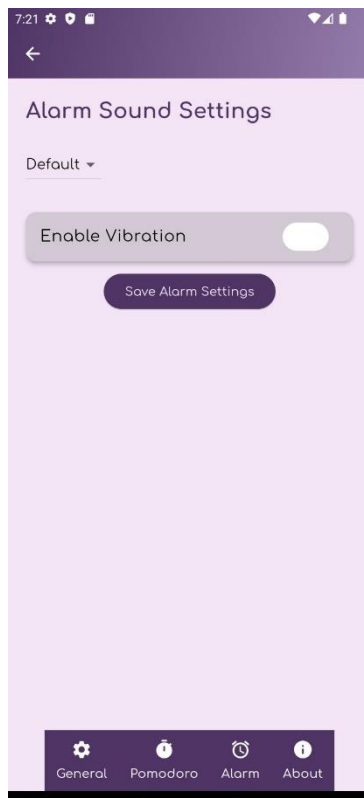 7:21
Alarm Sound Settings
Default
Enable Vibration
Save Alarm Settings
General Pomodoro Alarm About